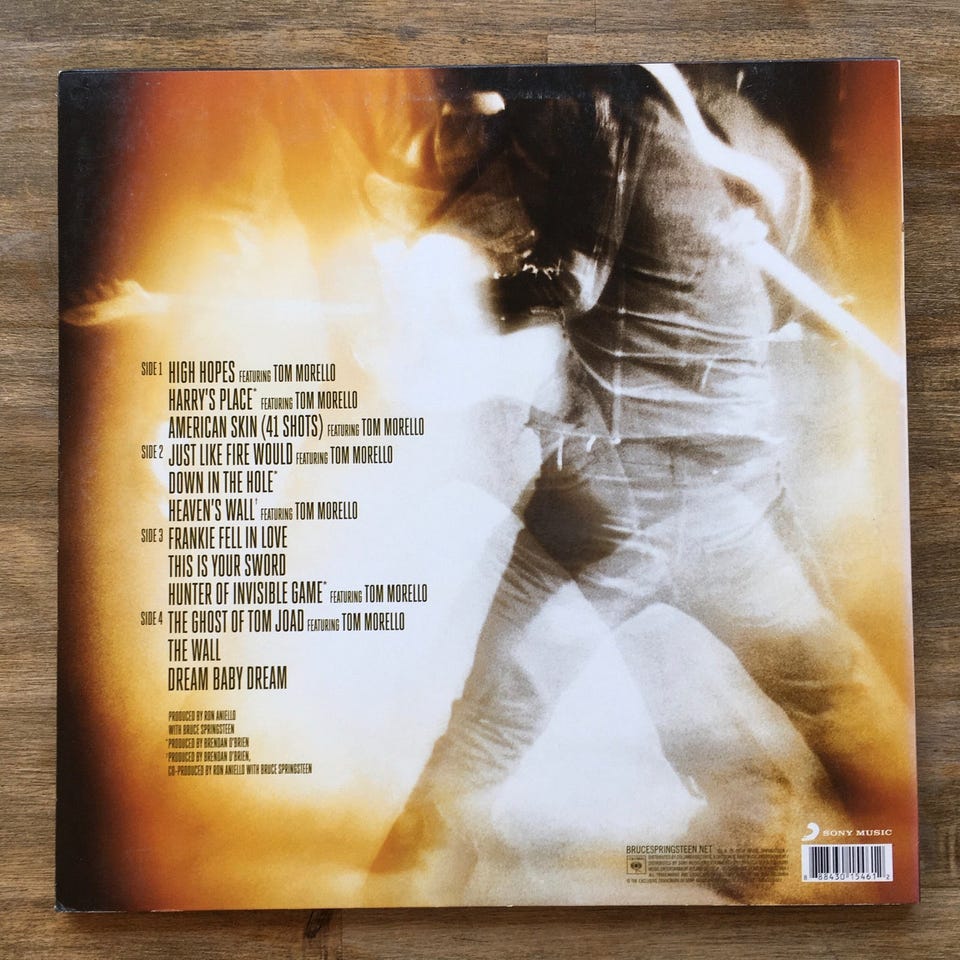 SIDE 1 HIGH HOPES FEATURING TOM MORELLO
HARRY'S PLACE* FEATURING TOM MORELLO
AMERICAN SKIN (41 SHOTS) FEATURING TOM MORELLO
SIDE 2 JUST LIKE FIRE WOULD FEATURING TOM MORELLO
DOWN IN THE HOLE*
HEAVEN'S WALL† FEATURING TOM MORELLO
SIDE 3 FRANKIE FELL IN LOVE
THIS IS YOUR SWORD
HUNTER OF INVISIBLE GAME* FEATURING TOM MORELLO
SIDE 4 THE GHOST OF TOM JOAD FEATURING TOM MORELLO
THE WALL
DREAM BABY DREAM
PRODUCED BY RON ANIELLO
WITH BRUCE SPRINGSTEEN
*PRODUCED BY BRENDAN O'BRIEN
†PRODUCED BY BRENDAN O'BRIEN,
CO-PRODUCED BY RON ANIELLO WITH BRUCE SPRINGSTEEN
SONY MUSIC
BRUCESPRINGSTEEN.NET
8 88430 15461 2